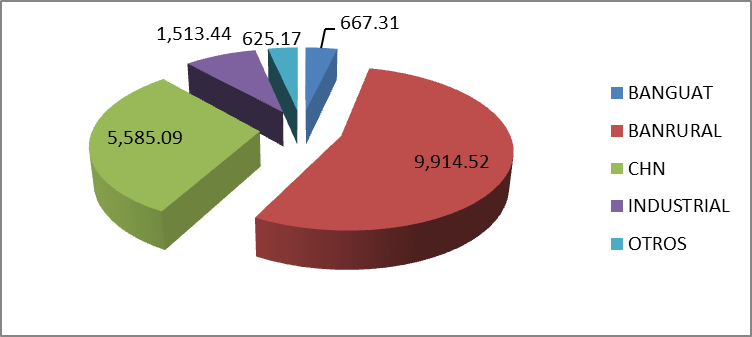 667.31
625.17
1,513.44
5,585.09
9,914.52
BANGUAT
BANRURAL
CHN
INDUSTRIAL
OTROS